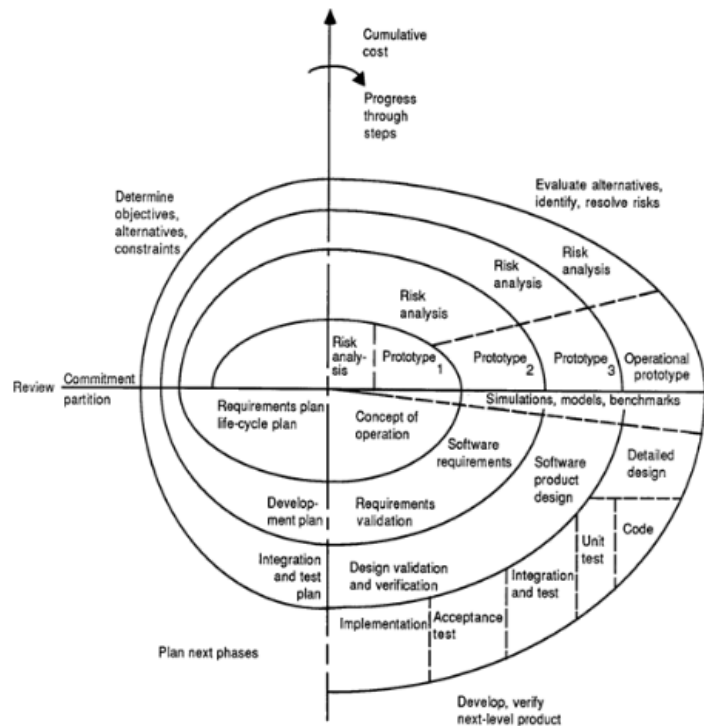 Cumulative
cost
Progress
through
steps
Determine
objectives,
alternatives,
constraints
Evaluate alternatives,
identify, resolve risks
Risk
analysis
Risk
analysis
Risk
analysis
Risk
analy-
sis
Prototype
1
Prototype
2
Prototype
3
Operational
prototype
Review
Commitment
partition
Simulations, models, benchmarks
Requirements plan
life-cycle plan
Concept of
operation
Software
requirements
Software
product
design
Detailed
design
Develop-
ment plan
Requirements
validation
Code
Unit
test
Integration
and test
plan
Design validation
and verification
Integration
and test
Acceptance
test
Implementation
Plan next phases
Develop, verify
next-level product